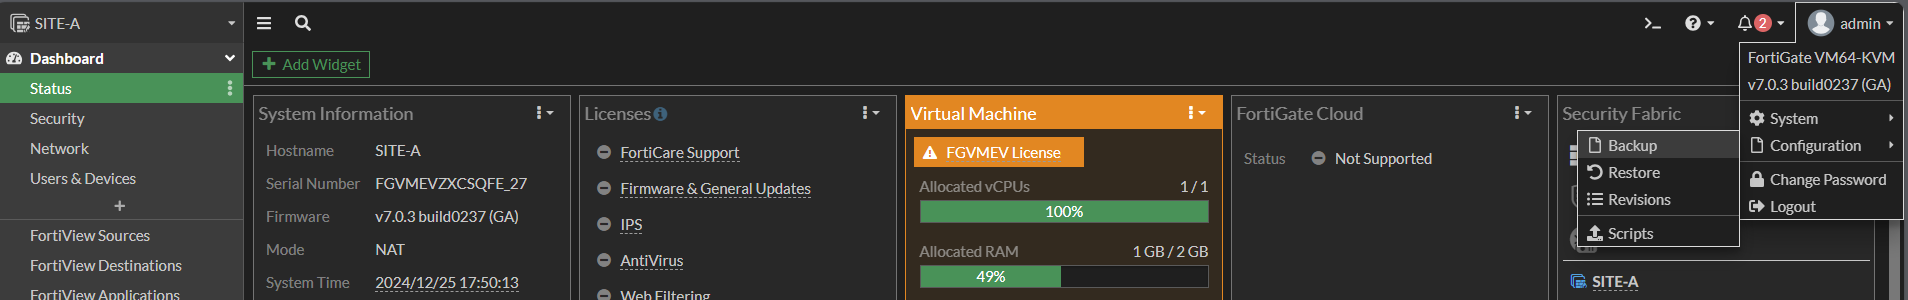 SITE-A
Dashboard
Status
Security
Network
Users & Devices
+
FortiView Sources
FortiView Destinations
FortiView Applications
>_
2
admin
+ Add Widget
System Information
Hostname SITE-A
Serial Number FGVMEVZXCSQFE_27
Firmware v7.0.3 build0237 (GA)
Mode NAT
System Time 2024/12/25 17:50:13
Licenses
FortiCare Support
Firmware & General Updates
IPS
AntiVirus
Web Filtering
Virtual Machine
FGVMEV License
Allocated vCPUs 1 / 1
100%
Allocated RAM 1 GB / 2 GB
49%
FortiGate Cloud
Status Not Supported
Security Fabric
SITE-A
Backup
Restore
Revisions
Scripts
FortiGate VM64-KVM
v7.0.3 build0237 (GA)
System
Configuration
Change Password
Logout